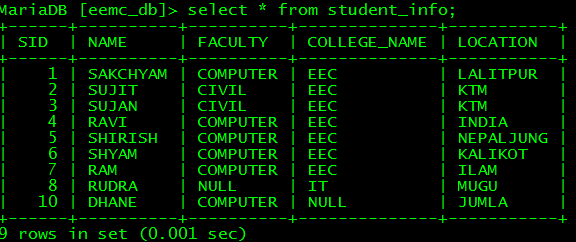 MariaDB [eemc_db]> select * from student_info;
+------+----------+----------+--------------+------------+
| SID | NAME | FACULTY | COLLEGE_NAME | LOCATION |
+------+----------+----------+--------------+------------+
| 1 | SAKCHYAM | COMPUTER | EEC | LALITPUR |
| 2 | SUJIT | CIVIL | EEC | KTM |
| 3 | SUJAN | CIVIL | EEC | KTM |
| 4 | RAVI | COMPUTER | EEC | INDIA |
| 5 | SHIRISH | COMPUTER | EEC | NEPALJUNG |
| 6 | SHYAM | COMPUTER | EEC | KALIKOT |
| 7 | RAM | COMPUTER | EEC | ILAM |
| 8 | RUDRA | NULL | IT | MUGU |
| 10 | DHANE | COMPUTER | NULL | JUMLA |
+------+----------+----------+--------------+------------+
9 rows in set (0.001 sec)